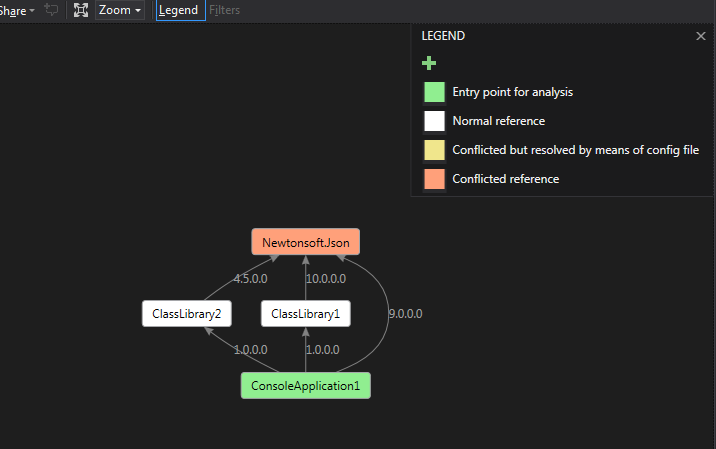 Share
Zoom
Legend
Filters
LEGEND
Entry point for analysis
Normal reference
Conflicted but resolved by means of config file
Conflicted reference
Newtonsoft.Json
4.5.0.0
10.0.0.0
ClassLibrary2
ClassLibrary1
9.0.0.0
1.0.0.0
1.0.0.0
ConsoleApplication1